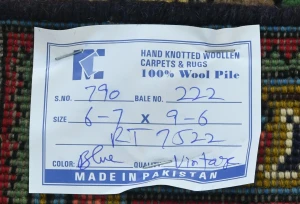 HAND KNOTTED WOOLLEN
CARPETS & RUGS
100% Wool Pile
S.NO. 790 BALE NO. 222
SIZE 6-7 x 9-6
RT 7522
COLOR: Blue QUALITY: Vintage
MADE IN PAKISTAN